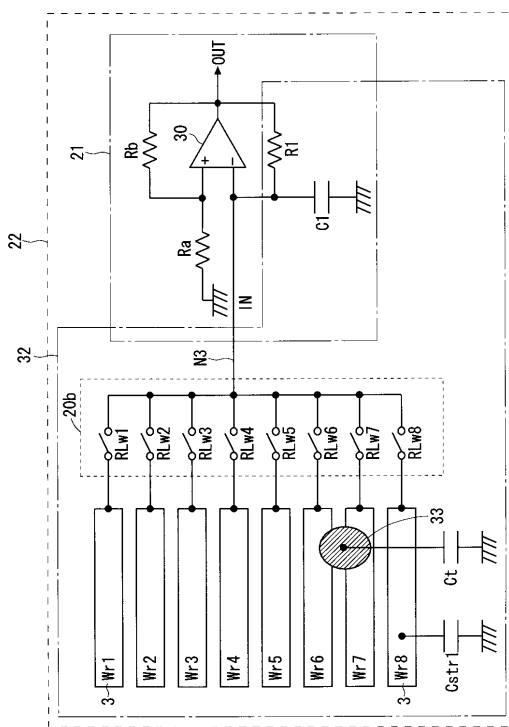 22
32
21
Rb
30
OUT
+
−
Ra
R1
IN
C1
N3
20b
RLw1
RLw2
RLw3
RLw4
RLw5
RLw6
RLw7
RLw8
Wr1
Wr2
Wr3
Wr4
Wr5
Wr6
Wr7
Wr8
3
3
33
Ct
Cstr1